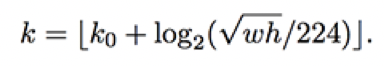 k = ⌊k₀ + log₂(√wh/224)⌋.